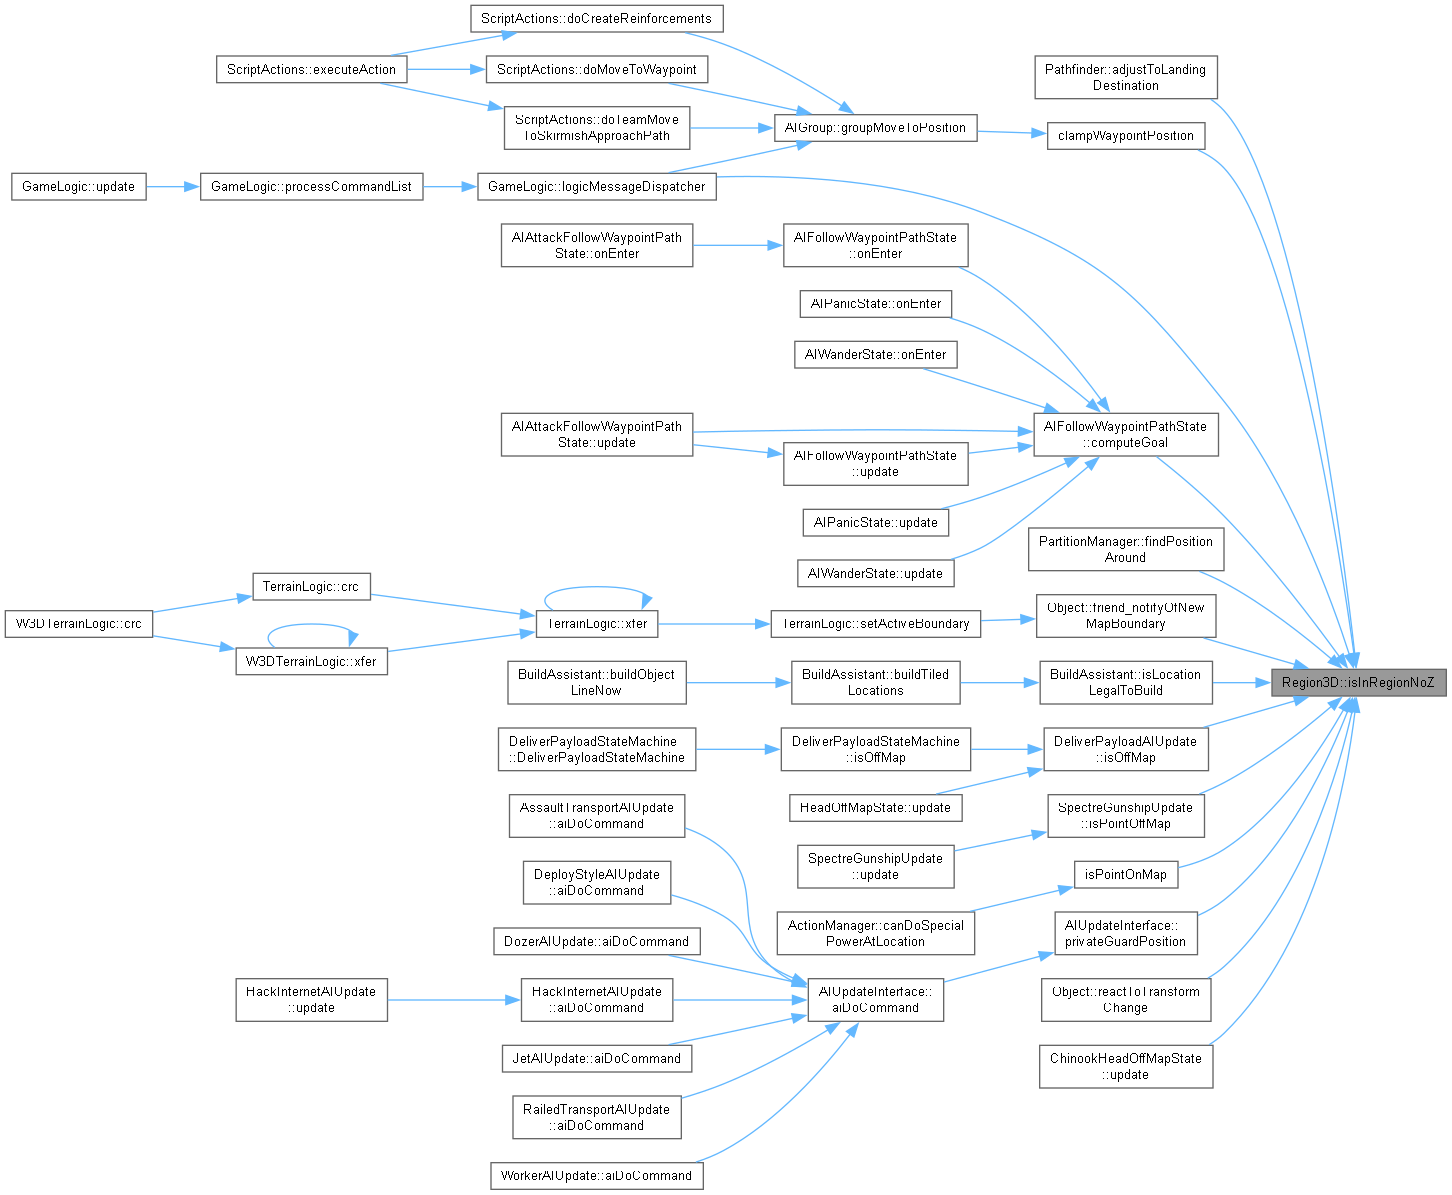 ScriptActions::doCreateReinforcements
ScriptActions::executeAction
ScriptActions::doMoveToWaypoint
Pathfinder::adjustToLanding
Destination
ScriptActions::doTeamMove
ToSkirmishApproachPath
AIGroup::groupMoveToPosition
clampWaypointPosition
GameLogic::update
GameLogic::processCommandList
GameLogic::logicMessageDispatcher
AIAttackFollowWaypointPath
State::onEnter
AIFollowWaypointPathState
::onEnter
AIPanicState::onEnter
AIWanderState::onEnter
AIAttackFollowWaypointPath
State::update
AIFollowWaypointPathState
::computeGoal
AIFollowWaypointPathState
::update
AIPanicState::update
PartitionManager::findPosition
Around
AIWanderState::update
TerrainLogic::crc
W3DTerrainLogic::crc
TerrainLogic::xfer
TerrainLogic::setActiveBoundary
Object::friend_notifyOfNew
MapBoundary
W3DTerrainLogic::xfer
BuildAssistant::buildObject
LineNow
BuildAssistant::buildTiled
Locations
BuildAssistant::isLocation
LegalToBuild
Region3D::isInRegionNoZ
DeliverPayloadStateMachine
::DeliverPayloadStateMachine
DeliverPayloadStateMachine
::isOffMap
DeliverPayloadAIUpdate
::isOffMap
HeadOffMapState::update
AssaultTransportAIUpdate
::aiDoCommand
SpectreGunshipUpdate
::isPointOffMap
SpectreGunshipUpdate
::update
DeployStyleAIUpdate
::aiDoCommand
isPointOnMap
ActionManager::canDoSpecial
PowerAtLocation
DozerAIUpdate::aiDoCommand
AIUpdateInterface::
privateGuardPosition
HackInternetAIUpdate
::update
HackInternetAIUpdate
::aiDoCommand
AIUpdateInterface::
aiDoCommand
Object::reactToTransform
Change
JetAIUpdate::aiDoCommand
ChinookHeadOffMapState
::update
RailedTransportAIUpdate
::aiDoCommand
WorkerAIUpdate::aiDoCommand